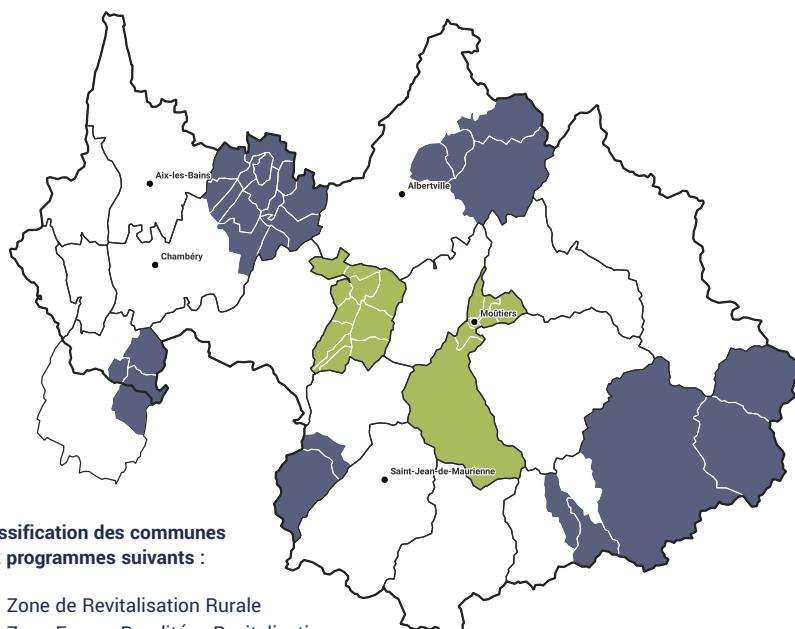 Aix-les-Bains
Albertville
Chambéry
Moûtiers
Saint-Jean-de-Maurienne
ssification des communes
programmes suivants :
Zone de Revitalisation Rurale